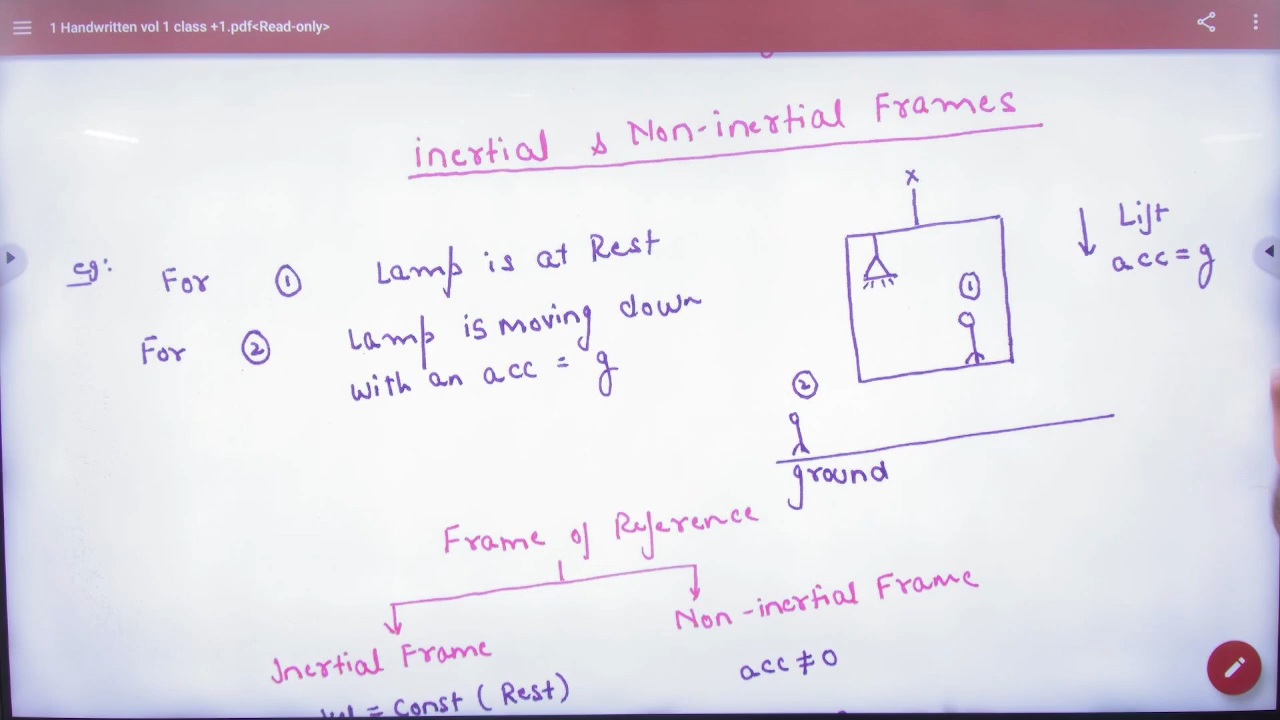 1 Handwritten vol 1 class +1.pdf<Read-only>
inertial & Non-inertial Frames
eg: For ① Lamp is at Rest
For ② Lamp is moving down
with an acc = g
x
↓ Lift
acc = g
①
②
ground
Frame of Reference
Inertial Frame
Non-inertial Frame
acc ≠ 0
= const (Rest)